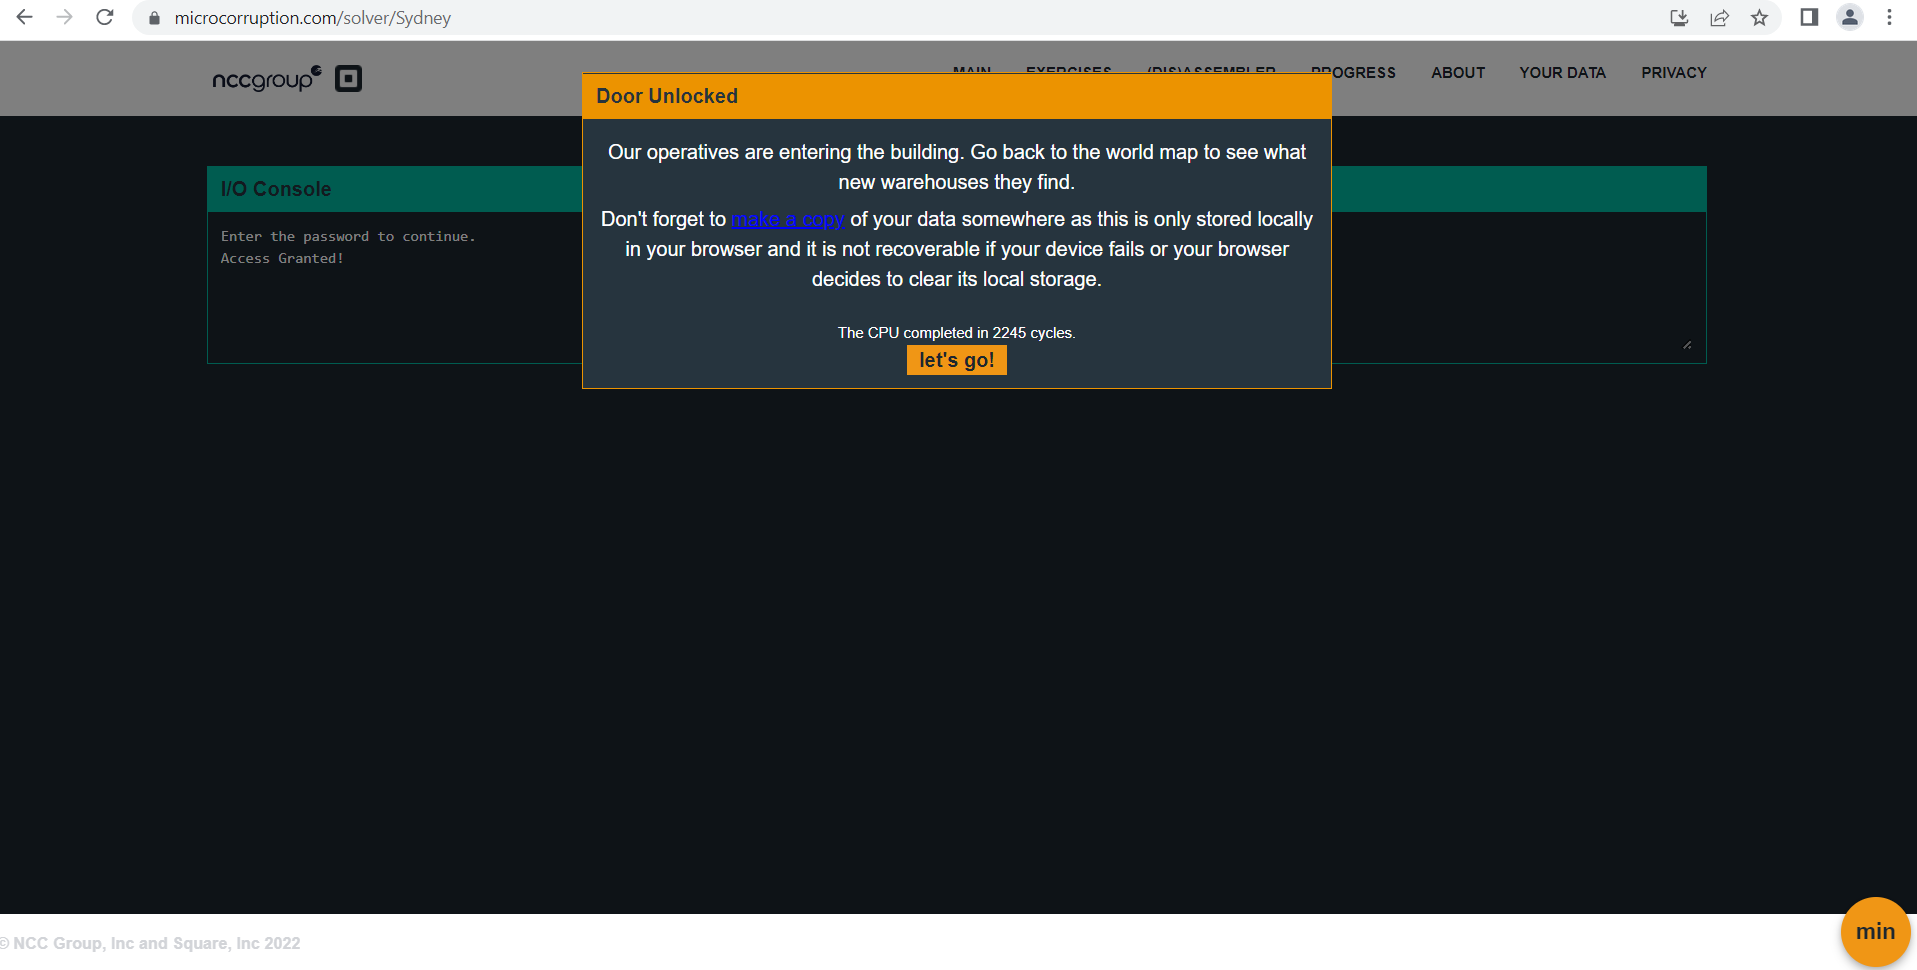 microcorruption.com/solver/Sydney
nccgroup
MAIN EXERCISES (DIS)ASSEMBLER PROGRESS ABOUT YOUR DATA PRIVACY
Door Unlocked
Our operatives are entering the building. Go back to the world map to see what
new warehouses they find.
Don't forget to make a copy of your data somewhere as this is only stored locally
in your browser and it is not recoverable if your device fails or your browser
decides to clear its local storage.
The CPU completed in 2245 cycles.
let's go!
I/O Console
Enter the password to continue.
Access Granted!
min
© NCC Group, Inc and Square, Inc 2022